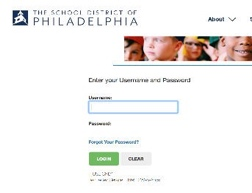 THE SCHOOL DISTRICT OF
PHILADELPHIA
About
Enter your Username and Password
Username:
Password:
Forgot Your Password?
LOGIN
CLEAR